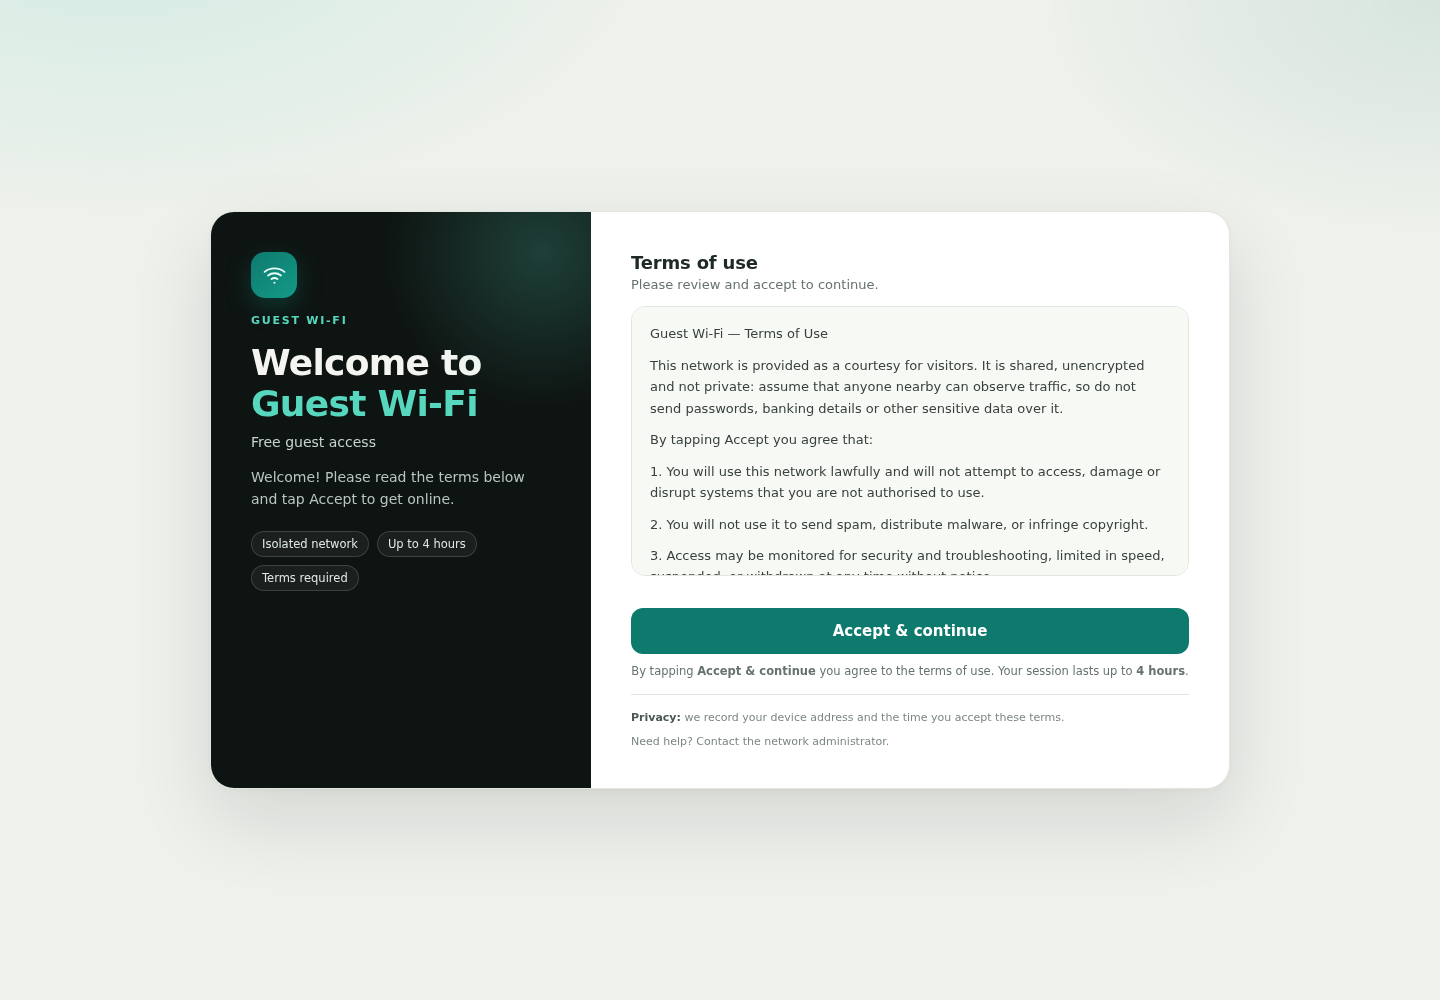 GUEST WI-FI
Welcome to
Guest Wi-Fi
Free guest access
Welcome! Please read the terms below
and tap Accept to get online.
Isolated network
Up to 4 hours
Terms required
Terms of use
Please review and accept to continue.
Guest Wi-Fi — Terms of Use
This network is provided as a courtesy for visitors. It is shared, unencrypted
and not private: assume that anyone nearby can observe traffic, so do not
send passwords, banking details or other sensitive data over it.
By tapping Accept you agree that:
1. You will use this network lawfully and will not attempt to access, damage or
disrupt systems that you are not authorised to use.
2. You will not use it to send spam, distribute malware, or infringe copyright.
3. Access may be monitored for security and troubleshooting, limited in speed,
suspended, or withdrawn at any time without notice.
Accept & continue
By tapping Accept & continue you agree to the terms of use. Your session lasts up to 4 hours.
Privacy: we record your device address and the time you accept these terms.
Need help? Contact the network administrator.